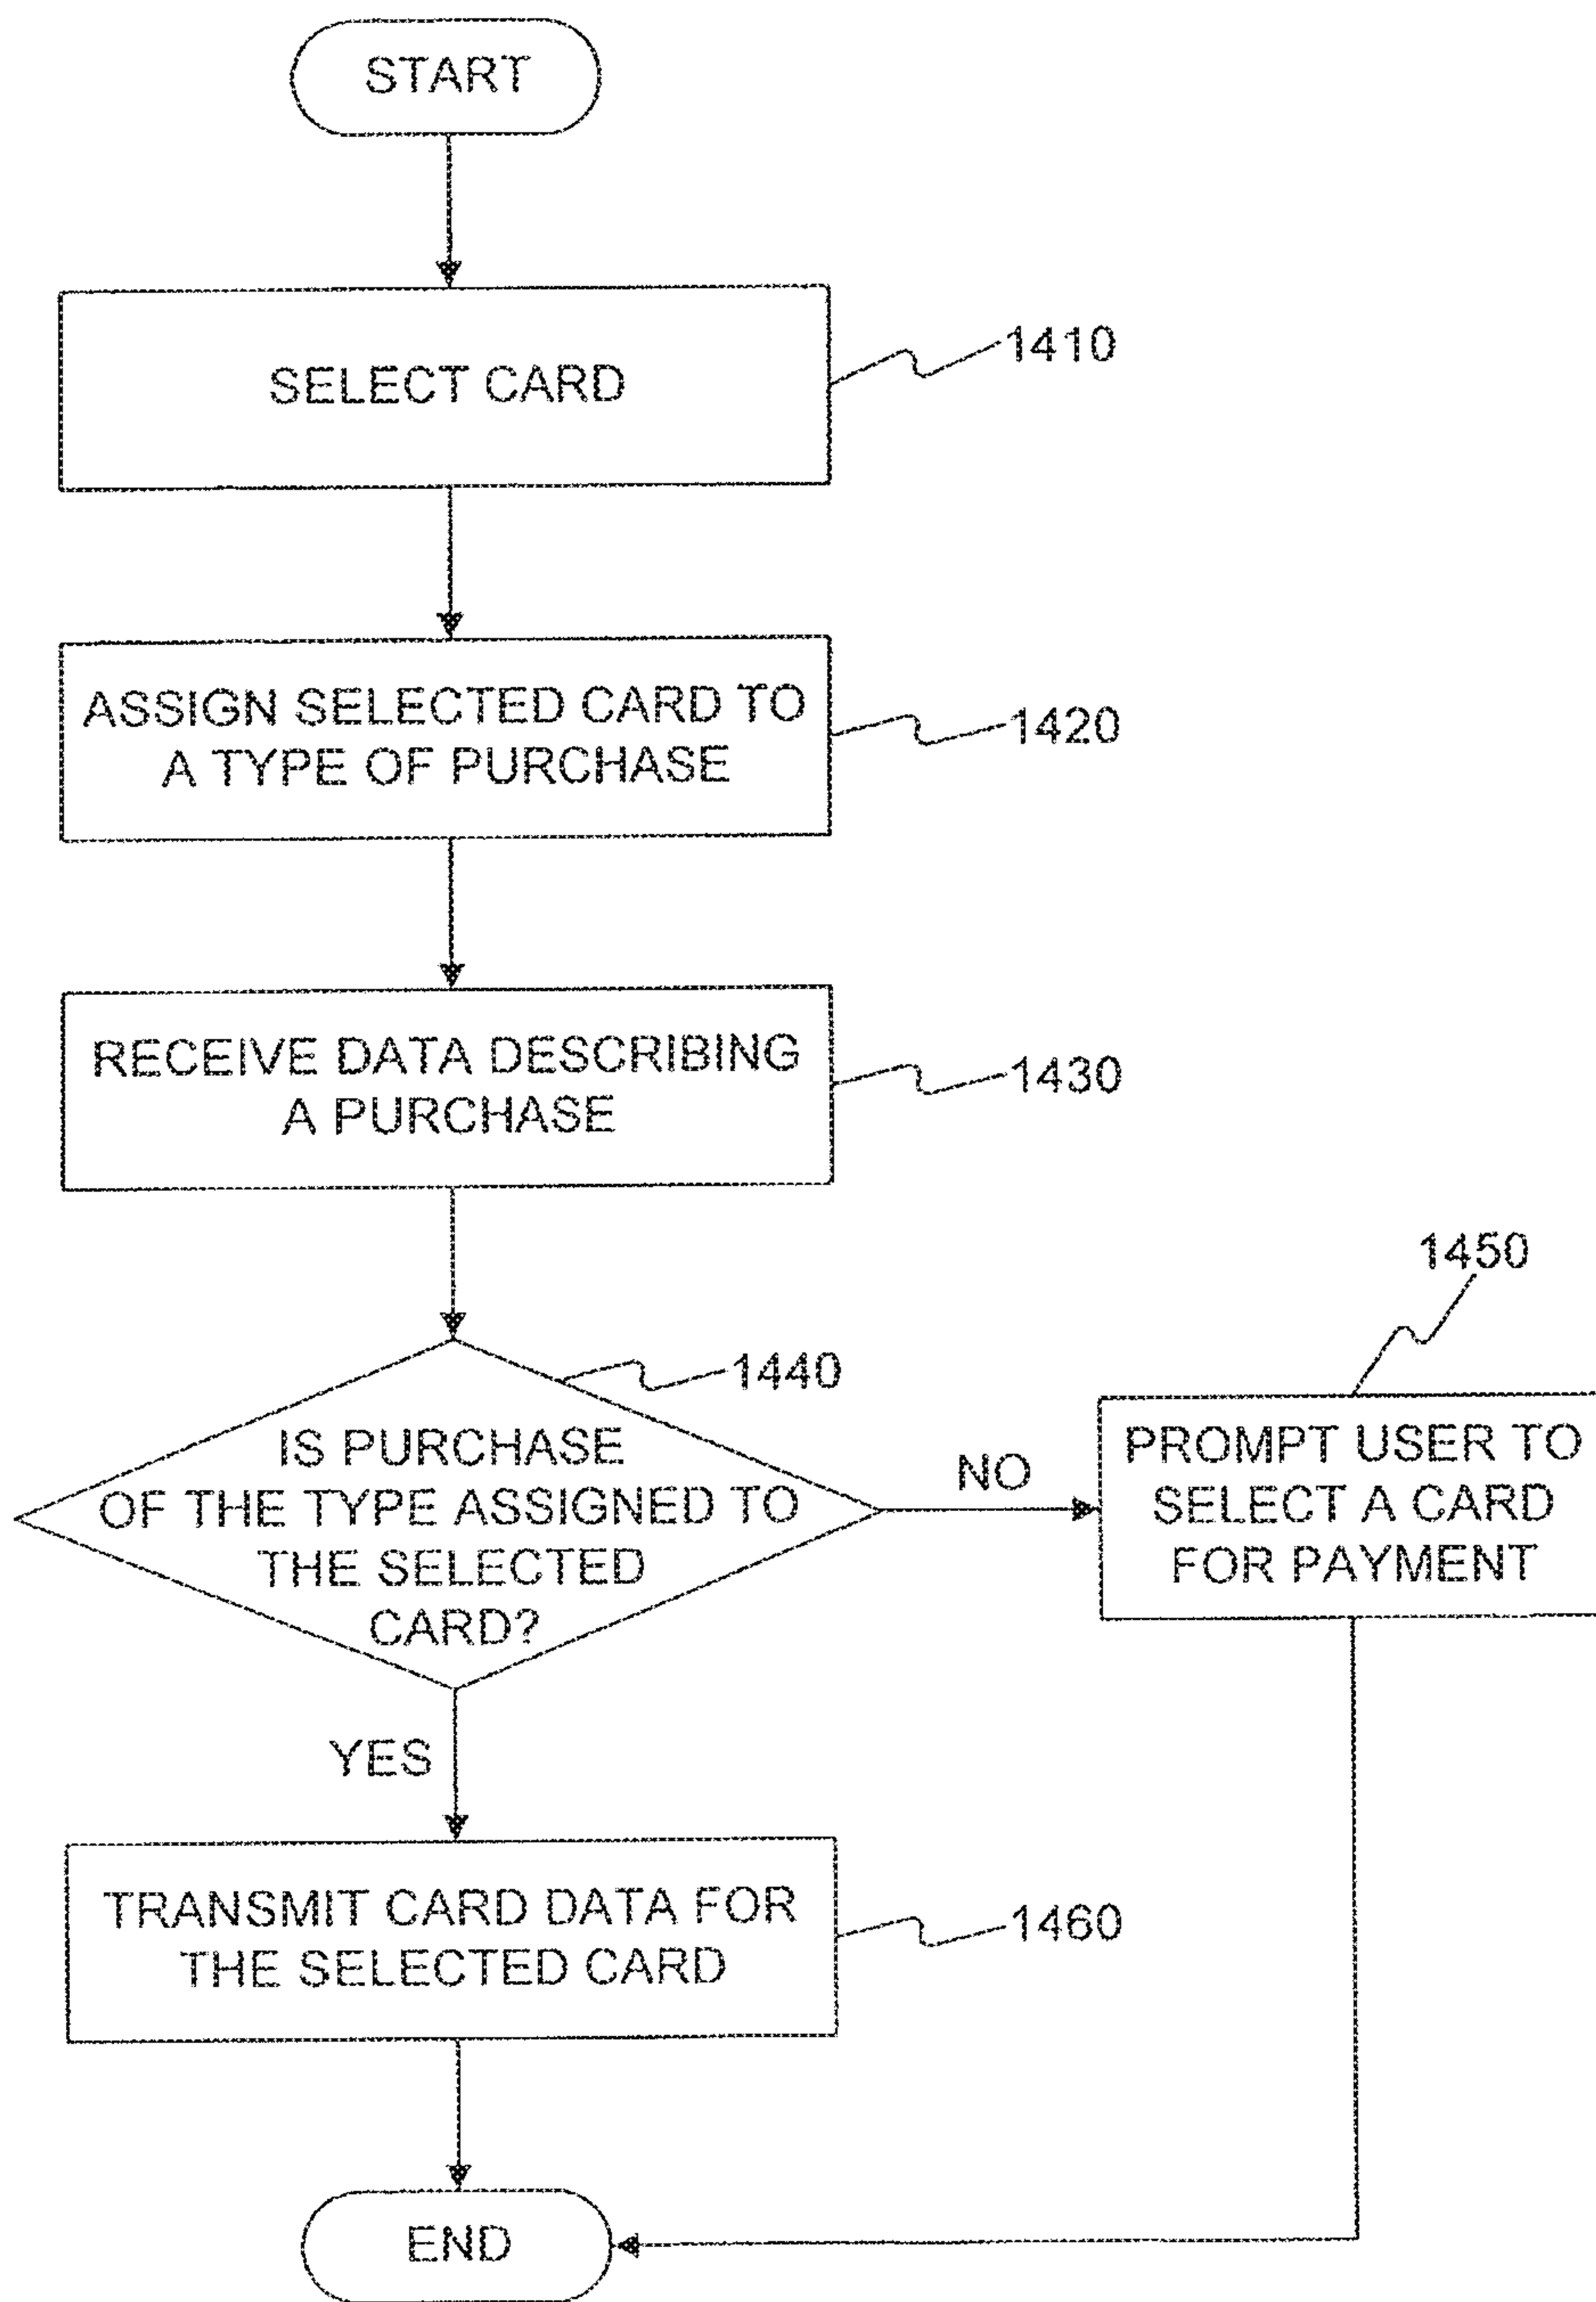 START
SELECT CARD
1410
ASSIGN SELECTED CARD TO
A TYPE OF PURCHASE
1420
RECEIVE DATA DESCRIBING
A PURCHASE
1430
1440
IS PURCHASE
OF THE TYPE ASSIGNED TO
THE SELECTED
CARD?
NO
1450
PROMPT USER TO
SELECT A CARD
FOR PAYMENT
YES
TRANSMIT CARD DATA FOR
THE SELECTED CARD
1460
END